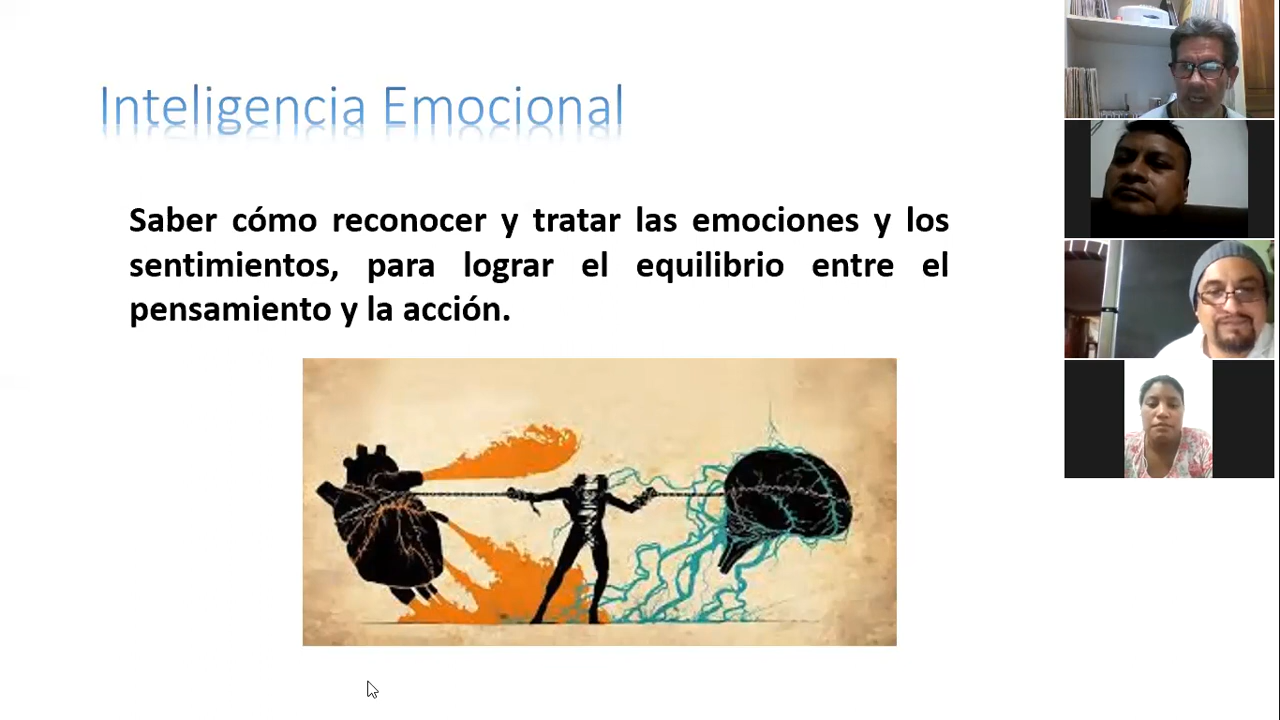 Inteligencia Emocional
Saber cómo reconocer y tratar las emociones y los
sentimientos, para lograr el equilibrio entre el
pensamiento y la acción.